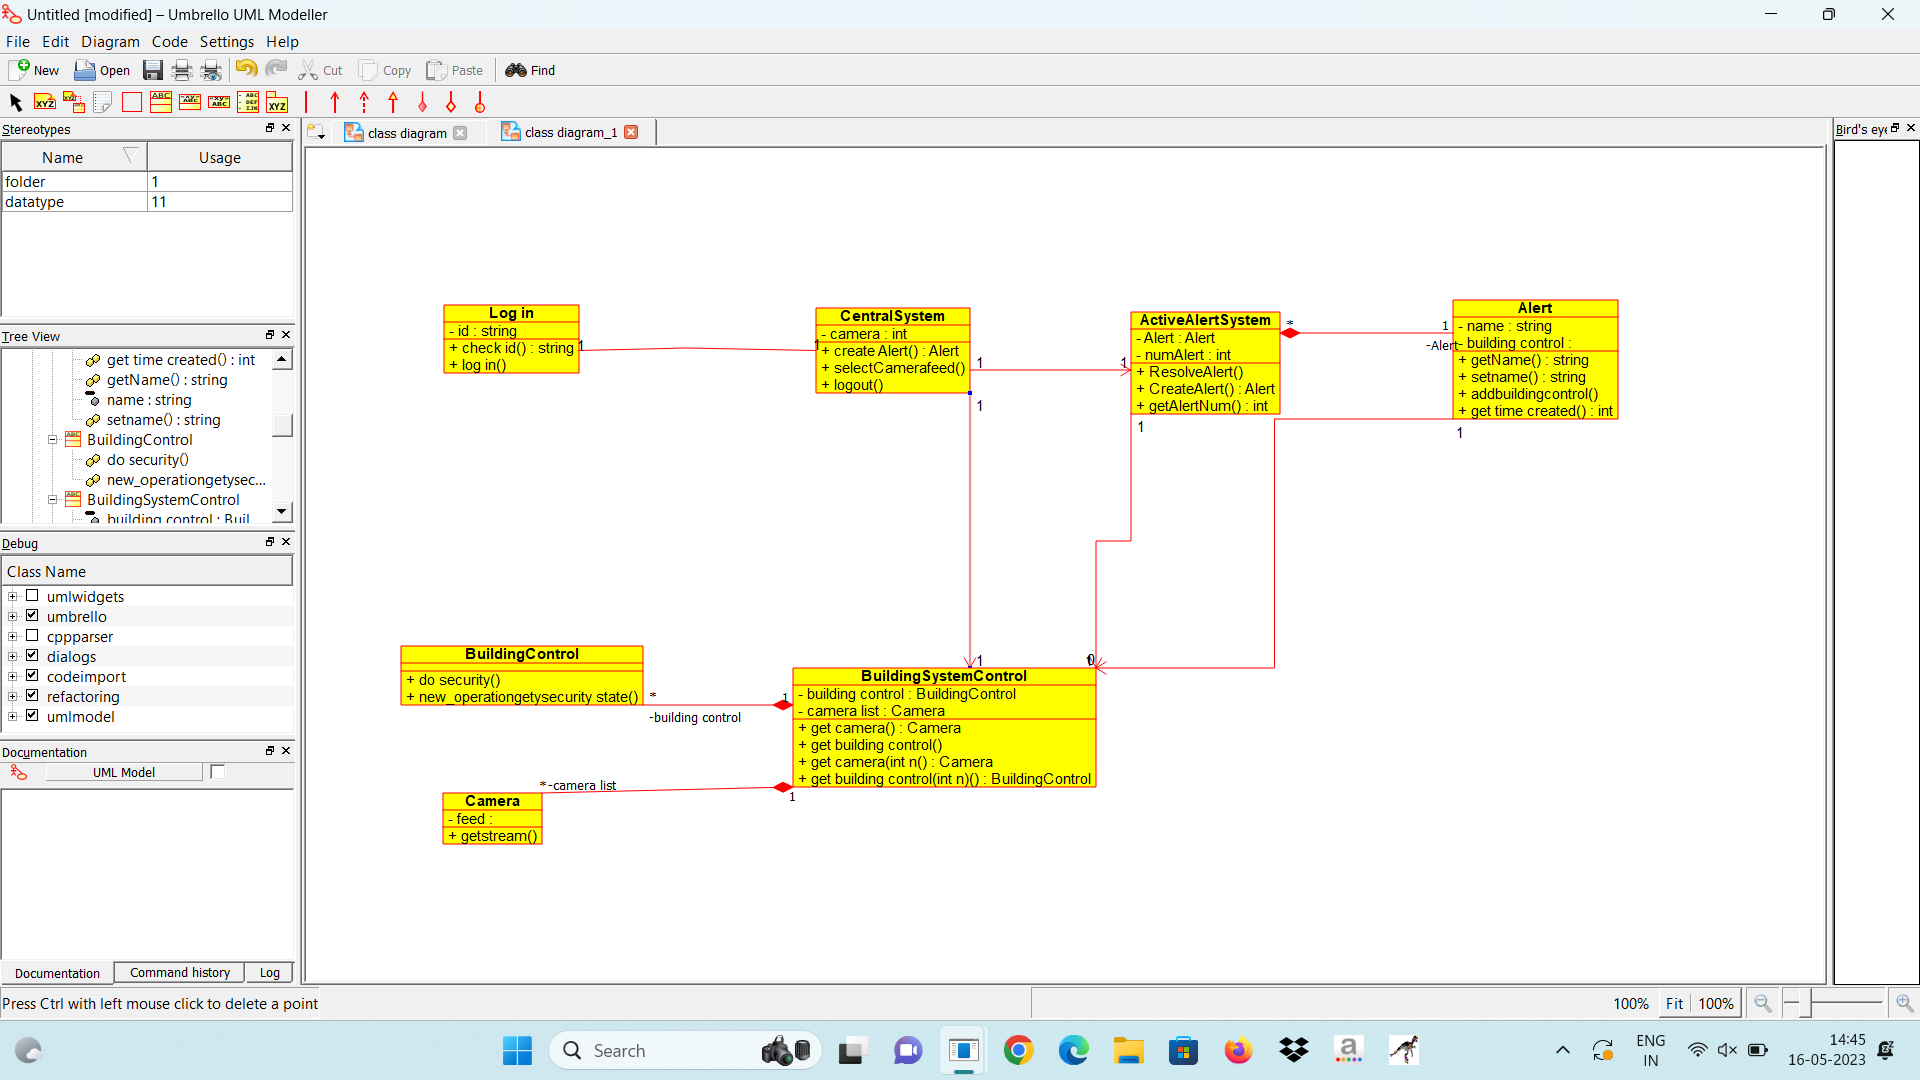 Untitled [modified] – Umbrello UML Modeller
File Edit Diagram Code Settings Help
New Open Cut Copy Paste Find
Stereotypes
Name Usage
folder 1
datatype 11
Tree View
get time created() : int
getName() : string
name : string
setname() : string
BuildingControl
do security()
new_operationgetysec...
BuildingSystemControl
building control : Buil
Debug
Class Name
umlwidgets
umbrello
cppparser
dialogs
codeimport
refactoring
umlmodel
Documentation
UML Model
Documentation Command history Log
Press Ctrl with left mouse click to delete a point
class diagram class diagram_1
Bird's eye
Log in
- id : string
+ check id() : string
+ log in()
1
1
CentralSystem
- camera : int
+ create Alert() : Alert
+ selectCamerafeed()
+ logout()
1
1
1
ActiveAlertSystem
- Alert : Alert
- numAlert : int
+ ResolveAlert()
+ CreateAlert() : Alert
+ getAlertNum() : int
*
1
1
-Alert
Alert
- name : string
- building control :
+ getName() : string
+ setname() : string
+ addbuildingcontrol()
+ get time created() : int
1
BuildingControl
+ do security()
+ new_operationgetysecurity state()
*
1
-building control
1
0
BuildingSystemControl
- building control : BuildingControl
- camera list : Camera
+ get camera() : Camera
+ get building control()
+ get camera(int n() : Camera
+ get building control(int n)() : BuildingControl
*
-camera list
1
Camera
- feed :
+ getstream()
100% Fit 100%
Search
ENG
IN
14:45
16-05-2023